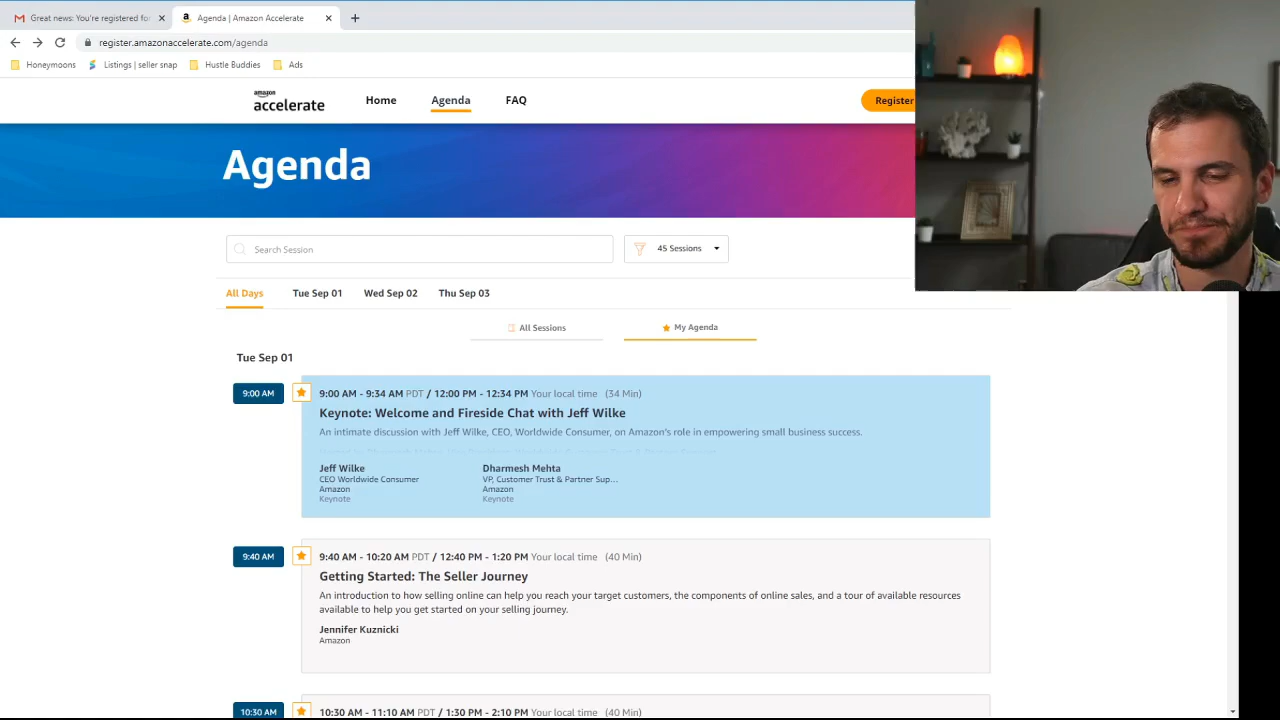 Great news: You're registered for
Agenda | Amazon Accelerate
register.amazonaccelerate.com/agenda
Honeymoons
Listings | seller snap
Hustle Buddies
Ads
amazon
accelerate
Home
Agenda
FAQ
Register
Agenda
Search Session
45 Sessions
All Days
Tue Sep 01
Wed Sep 02
Thu Sep 03
All Sessions
My Agenda
Tue Sep 01
9:00 AM
9:00 AM - 9:34 AM PDT / 12:00 PM - 12:34 PM Your local time (34 Min)
Keynote: Welcome and Fireside Chat with Jeff Wilke
An intimate discussion with Jeff Wilke, CEO, Worldwide Consumer, on Amazon's role in empowering small business success.
Jeff Wilke
CEO Worldwide Consumer
Amazon
Keynote
Dharmesh Mehta
VP, Customer Trust & Partner Sup...
Amazon
Keynote
9:40 AM
9:40 AM - 10:20 AM PDT / 12:40 PM - 1:20 PM Your local time (40 Min)
Getting Started: The Seller Journey
An introduction to how selling online can help you reach your target customers, the components of online sales, and a tour of available resources
available to help you get started on your selling journey.
Jennifer Kuznicki
Amazon
10:30 AM
10:30 AM - 11:10 AM PDT / 1:30 PM - 2:10 PM Your local time (40 Min)